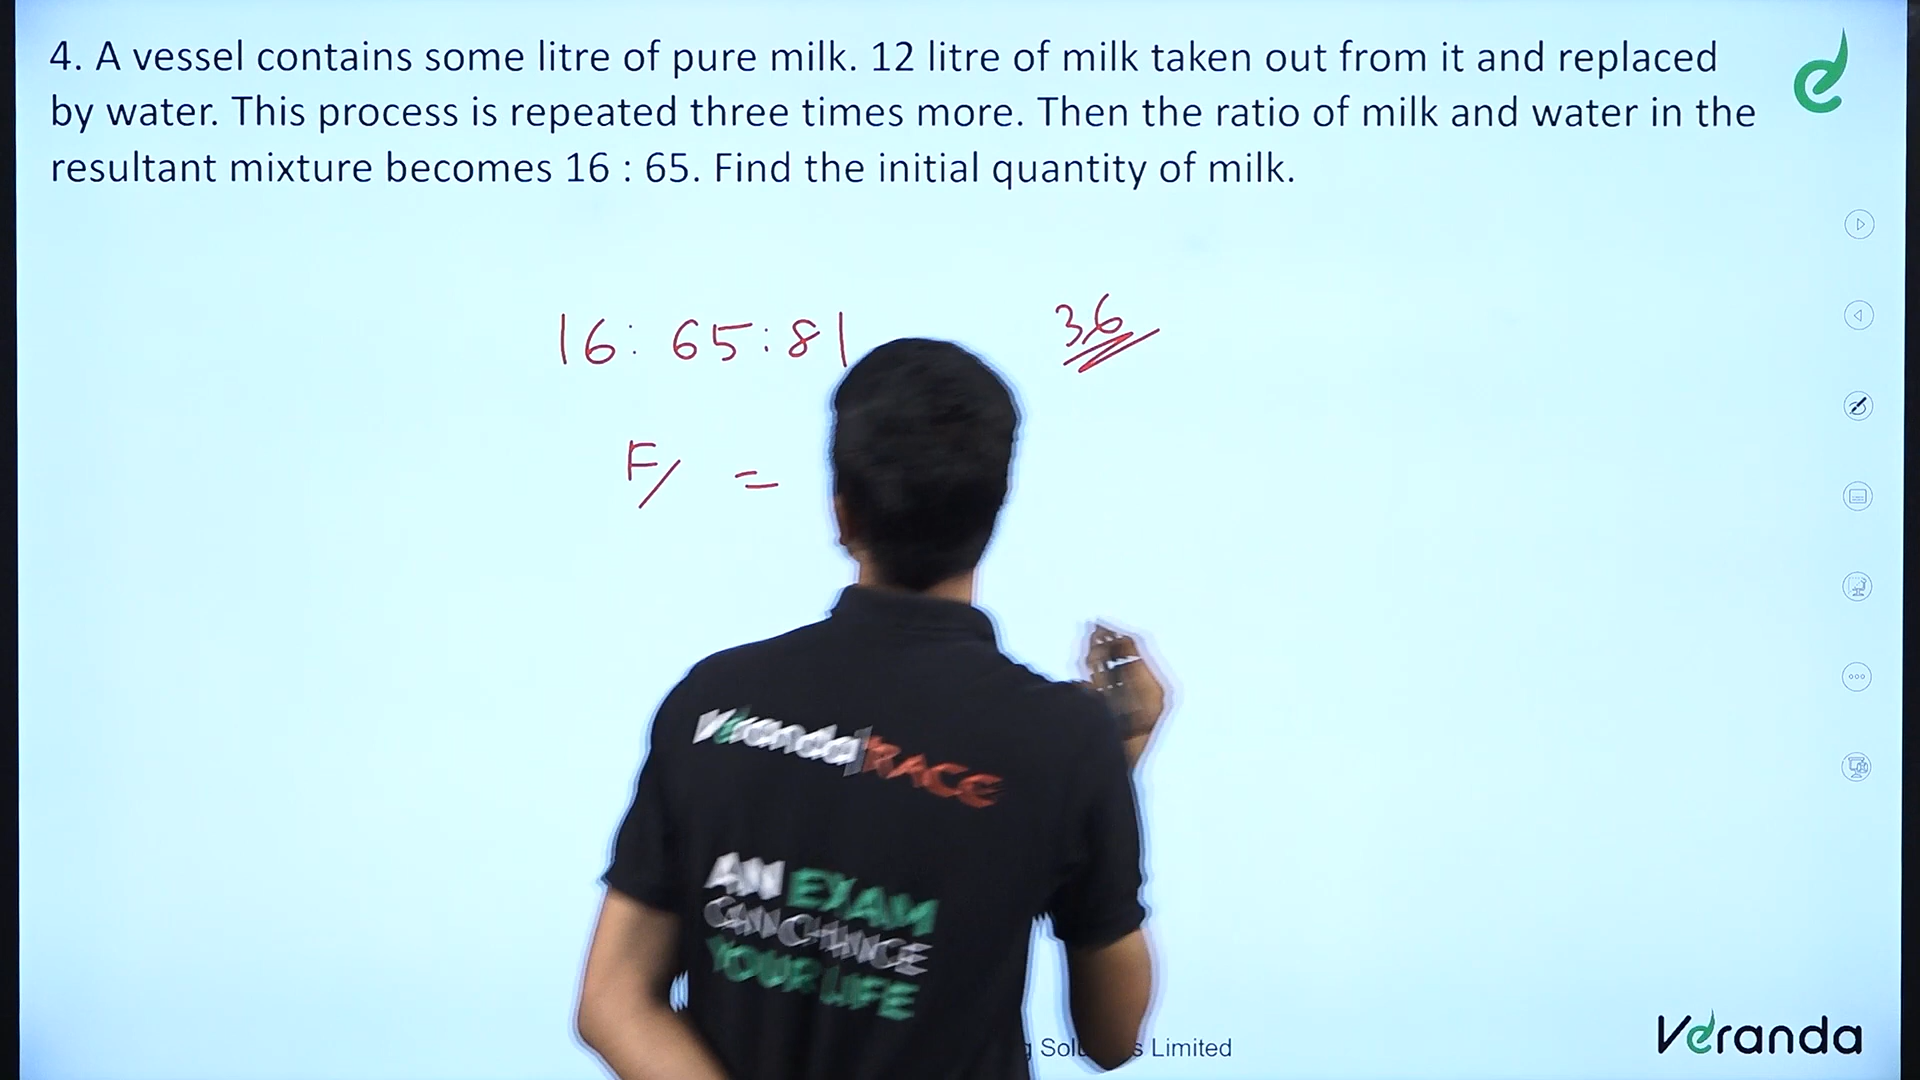 4. A vessel contains some litre of pure milk. 12 litre of milk taken out from it and replaced
by water. This process is repeated three times more. Then the ratio of milk and water in the
resultant mixture becomes 16 : 65. Find the initial quantity of milk.
16: 65:81
36
F/ =
Veranda RACE
AN EXAM
CAN CHANGE
YOUR LIFE
Limited
Veranda